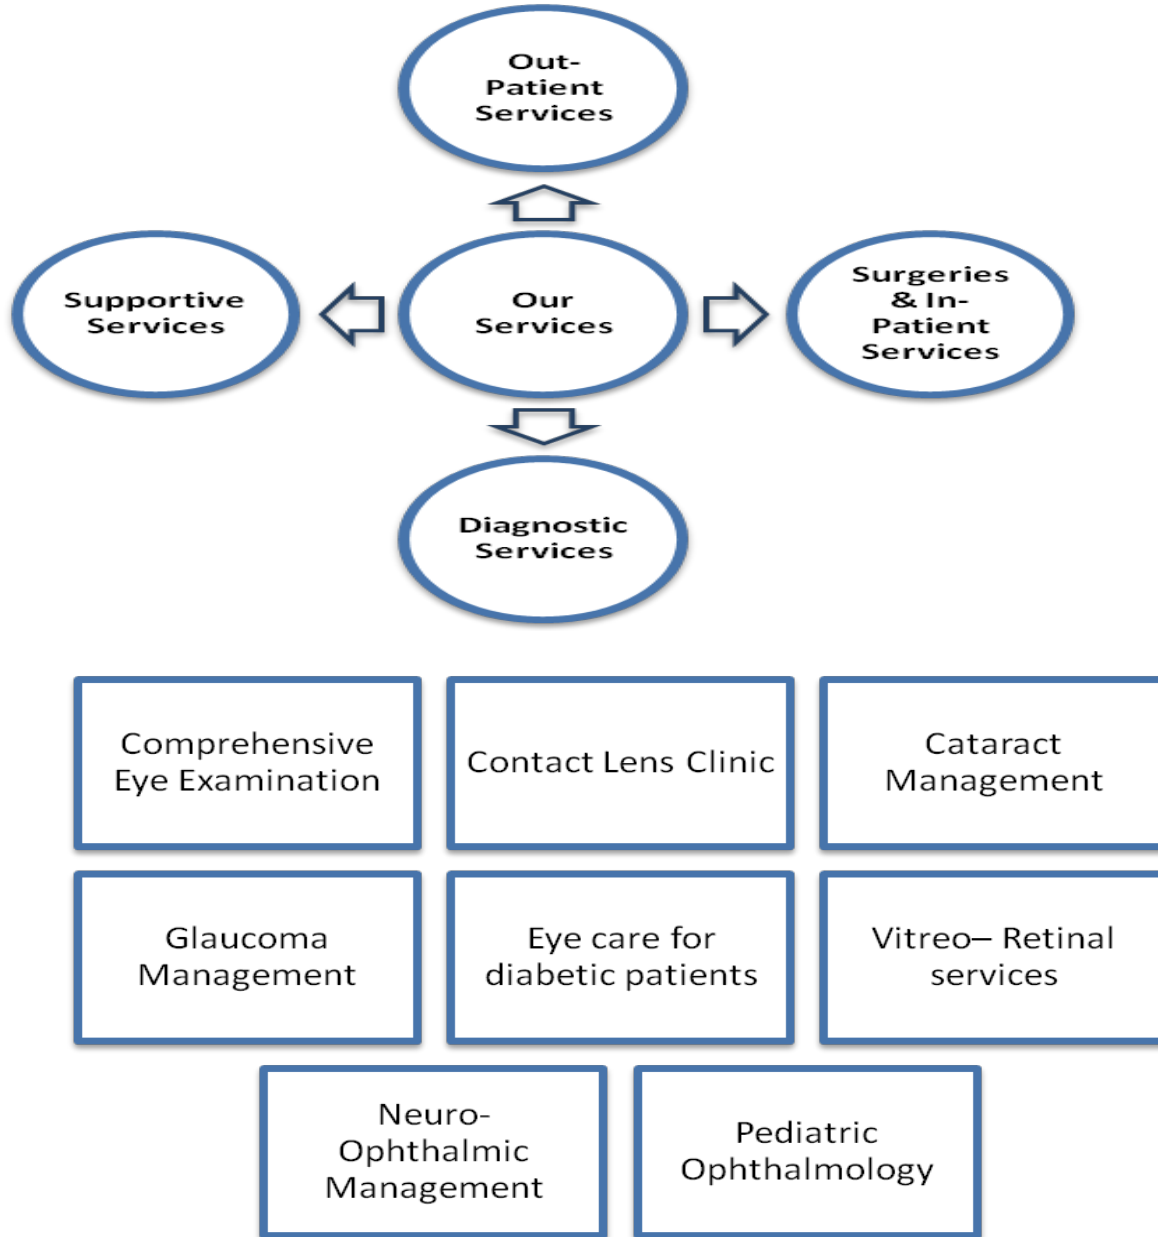 Out-
Patient
Services
Supportive
Services
Our
Services
Surgeries
& In-
Patient
Services
Diagnostic
Services
Comprehensive
Eye Examination
Contact Lens Clinic
Cataract
Management
Glaucoma
Management
Eye care for
diabetic patients
Vitreo– Retinal
services
Neuro-
Ophthalmic
Management
Pediatric
Ophthalmology